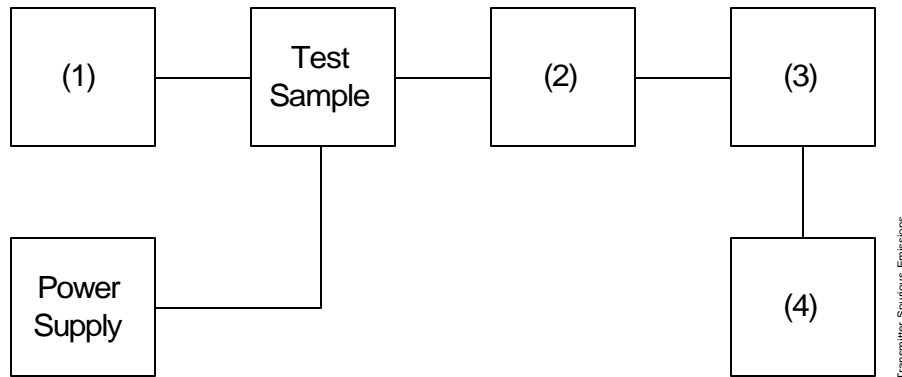 (1)
Test
Sample
(2)
(3)
Power
Supply
(4)
Transmitter Spurious Emissions